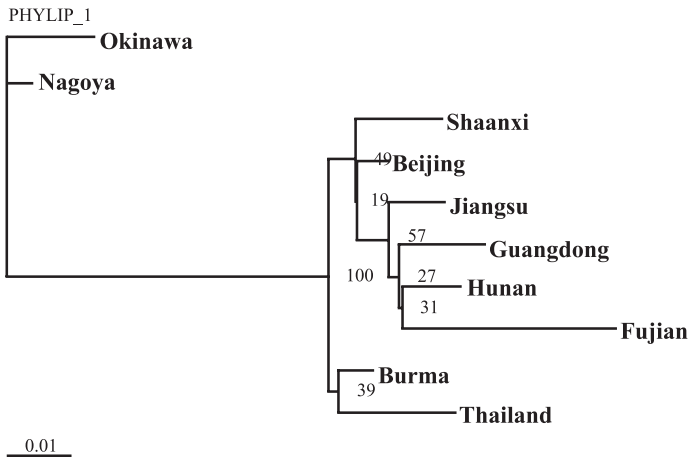 PHYLIP_1
Okinawa
Nagoya
Shaanxi
49
Beijing
19
Jiangsu
57
Guangdong
100
27
Hunan
31
Fujian
Burma
39
Thailand
0.01